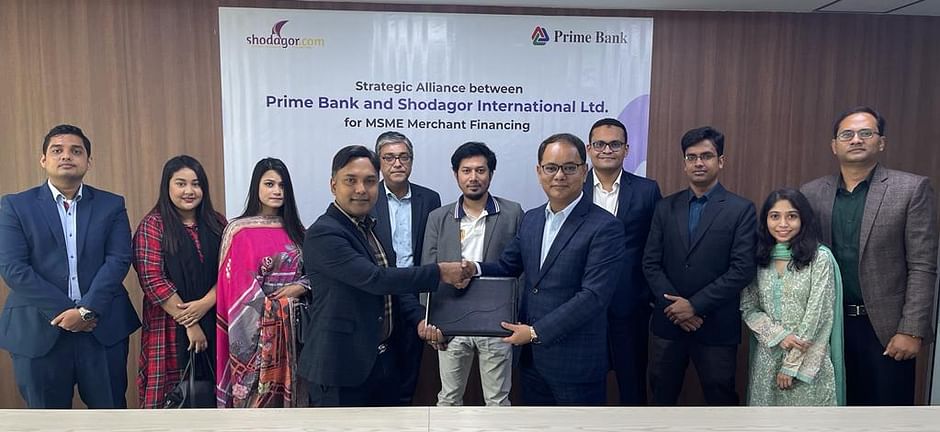 shodagor.com
Prime Bank
Strategic Alliance between
Prime Bank and Shodagor International Ltd.
for MSME Merchant Financing